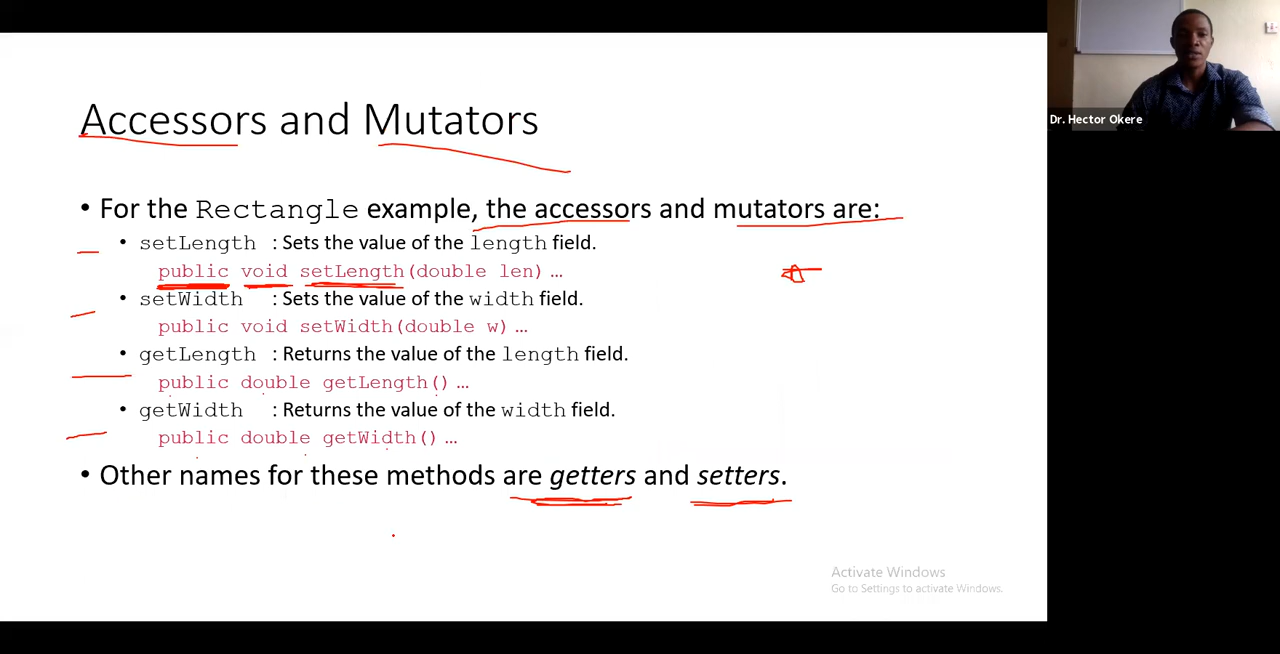 Accessors and Mutators
• For the Rectangle example, the accessors and mutators are:
• setLength : Sets the value of the length field.
public void setLength(double len) …
• setWidth : Sets the value of the width field.
public void setWidth(double w) …
• getLength : Returns the value of the length field.
public double getLength() …
• getWidth : Returns the value of the width field.
public double getWidth() …
• Other names for these methods are getters and setters.
Activate Windows
Go to Settings to activate Windows.
Dr. Hector Okere